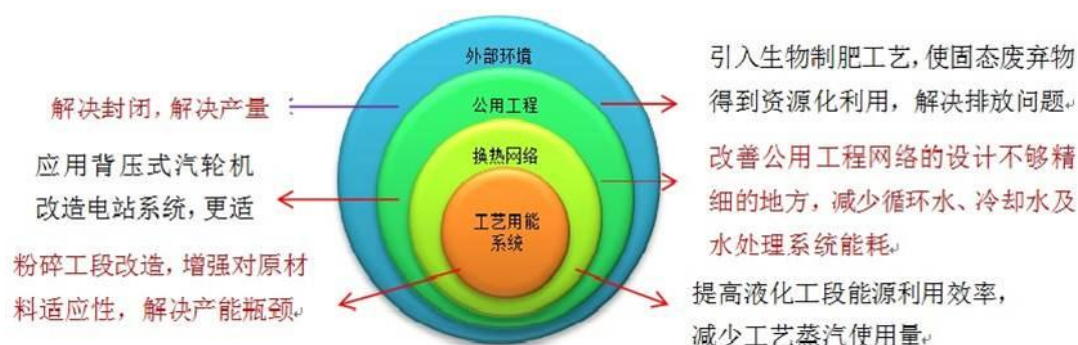 外部环境
公用工程
换热网络
工艺用能
系统
解决封闭,解决产量
应用背压式汽轮机
改造电站系统,更适
粉碎工段改造,增强对原材
料适应性,解决产能瓶颈
引入生物制肥工艺,使固态废弃物
得到资源化利用,解决排放问题
改善公用工程网络的设计不够精
细的地方,减少循环水、冷却水及
水处理系统能耗
提高液化工段能源利用效率,
减少工艺蒸汽使用量